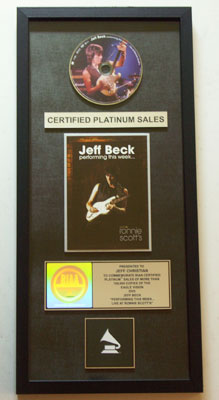 Jeff Beck
CERTIFIED PLATINUM SALES
Jeff Beck
performing this week...
ronnie
scott's
PRESENTED TO
JEFF CHRISTIAN
TO COMMEMORATE RIAA CERTIFIED
PLATINUM SALES OF MORE THAN
COPIES OF THE
EAGLE VISION
DVD
JEFF BECK
"PERFORMING THIS WEEK...
LIVE AT RONNIE SCOTT'S"